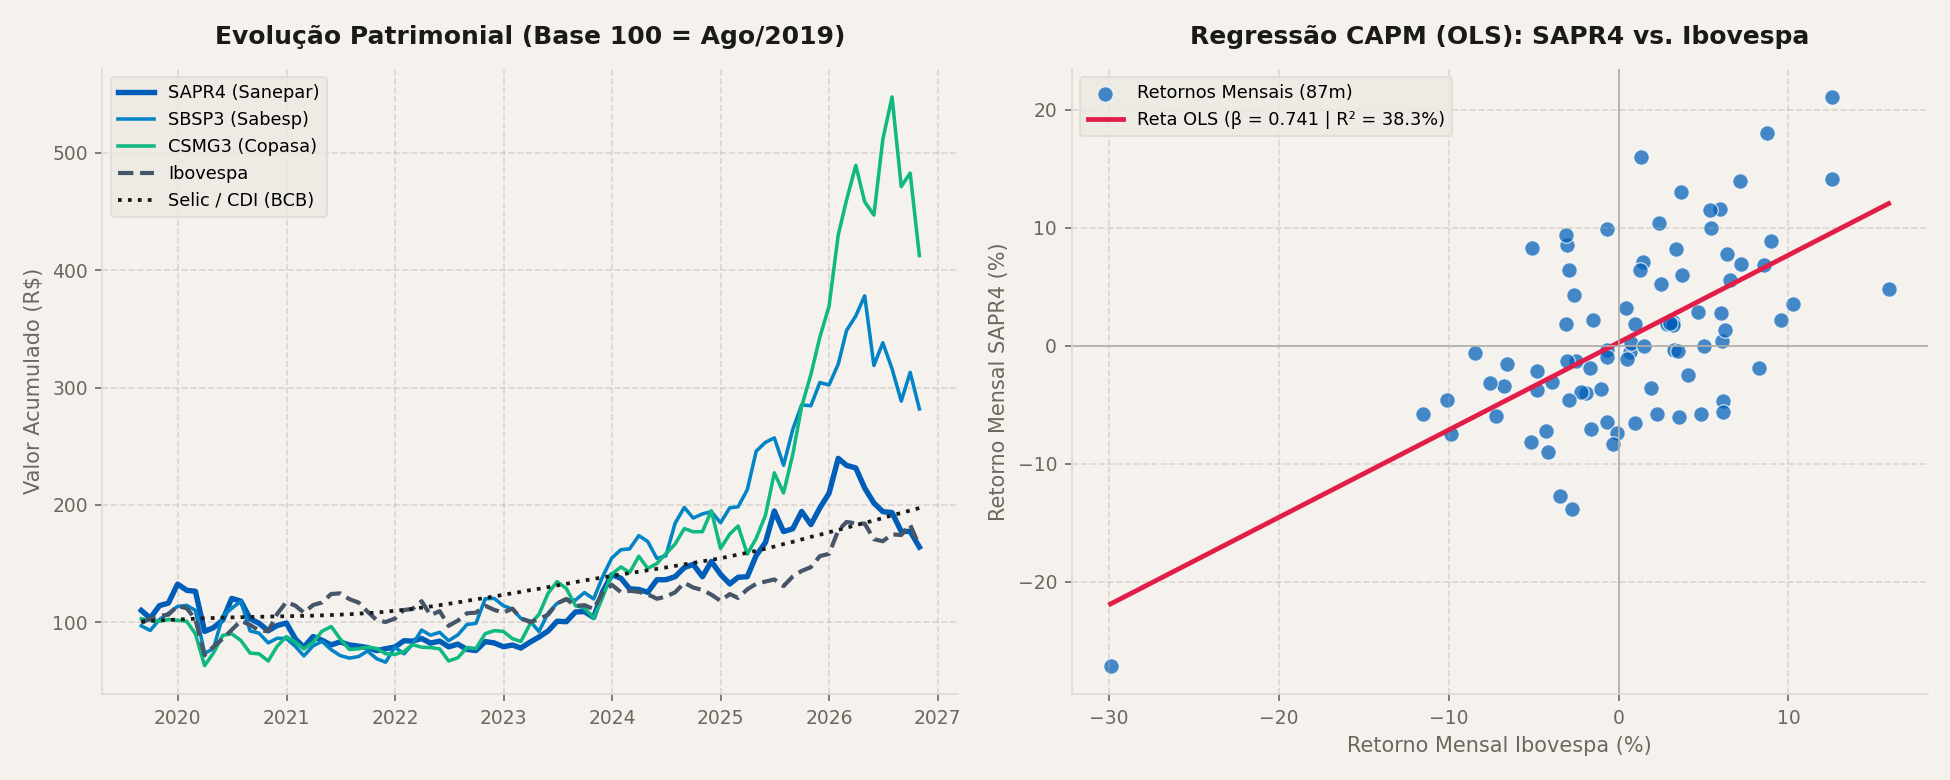 Evolução Patrimonial (Base 100 = Ago/2019)
SAPR4 (Sanepar)
SBSP3 (Sabesp)
CSMG3 (Copasa)
Ibovespa
Selic / CDI (BCB)
Valor Acumulado (R$)
500
400
300
200
100
2020
2021
2022
2023
2024
2025
2026
2027
Regressão CAPM (OLS): SAPR4 vs. Ibovespa
Retornos Mensais (87m)
Reta OLS (β = 0.741 | R² = 38.3%)
Retorno Mensal SAPR4 (%)
20
10
0
−10
−20
−30
−20
−10
0
10
Retorno Mensal Ibovespa (%)